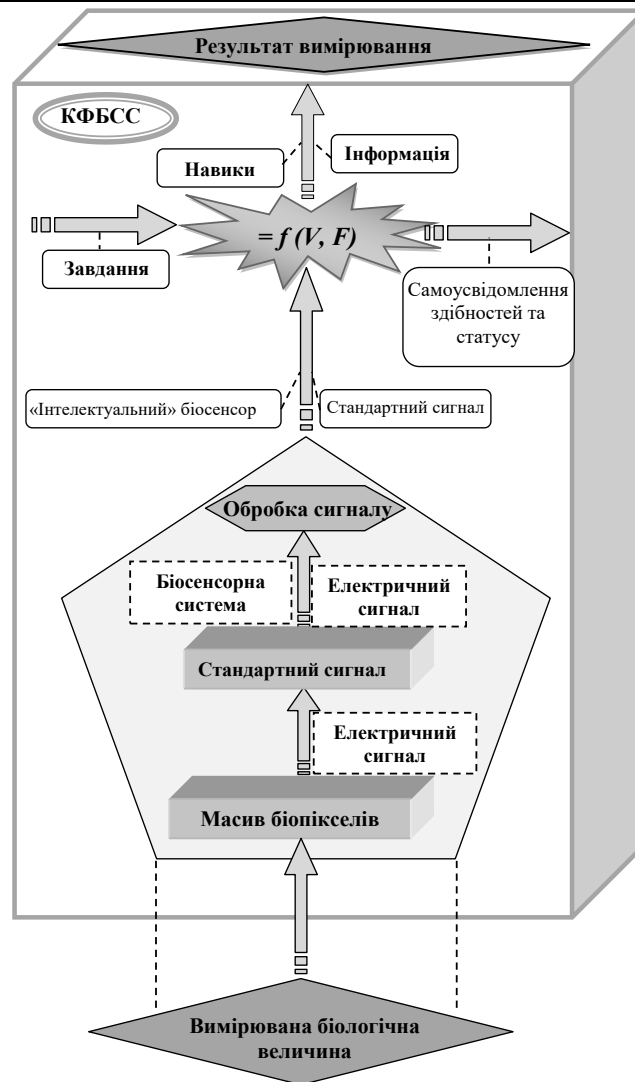 Результат вимірювання
КФБСС
Навики
Інформація
= f (V, F)
Завдання
Самоусвідомлення
здібностей та
статусу
«Інтелектуальний» біосенсор
Стандартний сигнал
Обробка сигналу
Біосенсорна
система
Електричний
сигнал
Стандартний сигнал
Електричний
сигнал
Масив біопікселів
Вимірювана біологічна
величина